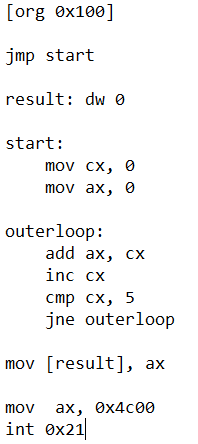 [org 0x100]
jmp start
result: dw 0
start:
mov cx, 0
mov ax, 0
outerloop:
add ax, cx
inc cx
cmp cx, 5
jne outerloop
mov [result], ax
mov  ax, 0x4c00
int 0x21